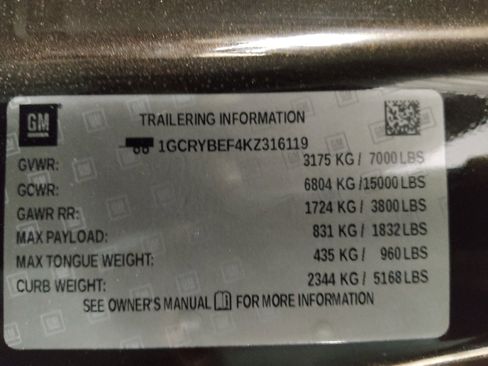 GM
TRAILERING INFORMATION
1GCRYBEF4KZ316119
GVWR: 3175 KG / 7000 LBS
GCWR: 6804 KG / 15000 LBS
GAWR RR: 1724 KG / 3800 LBS
MAX PAYLOAD: 831 KG / 1832 LBS
MAX TONGUE WEIGHT: 435 KG / 960 LBS
CURB WEIGHT: 2344 KG / 5168 LBS
SEE OWNER'S MANUAL FOR MORE INFORMATION